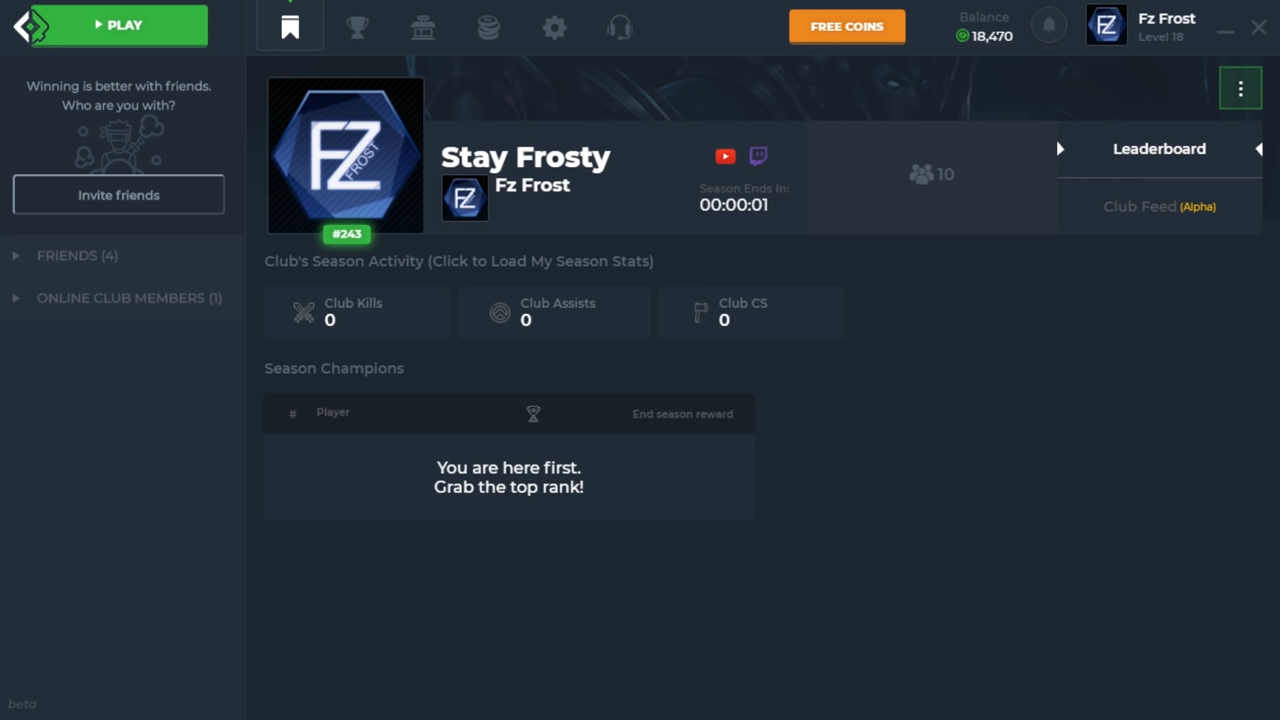 PLAY
FREE COINS
Balance
18,470
FZ
Fz Frost
Level 18
Winning is better with friends.
Who are you with?
Invite friends
FRIENDS (4)
ONLINE CLUB MEMBERS (1)
beta
FZ
FROST
#243
Stay Frosty
FZ
Fz Frost
Season Ends In:
00:00:01
10
Leaderboard
Club Feed (Alpha)
Club's Season Activity (Click to Load My Season Stats)
Club Kills
0
Club Assists
0
Club CS
0
Season Champions
# Player End season reward
You are here first.
Grab the top rank!